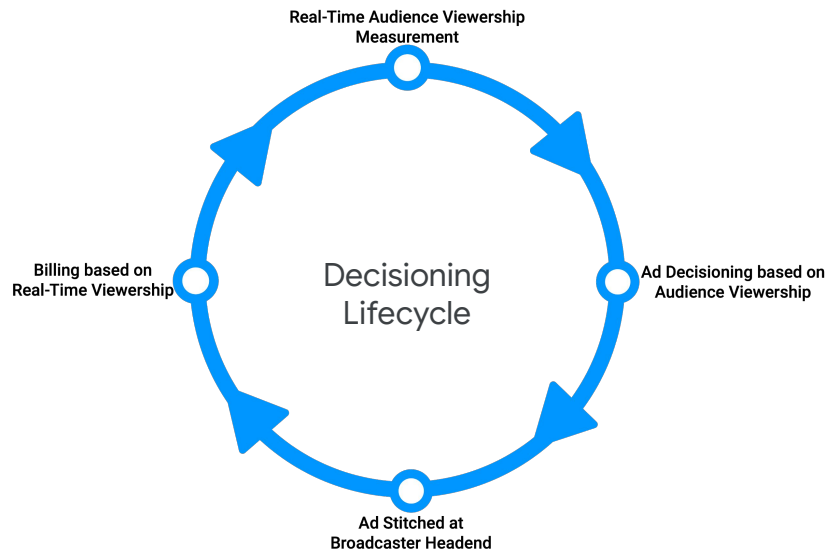 Real-Time Audience Viewership
Measurement
Billing based on
Real-Time Viewership
Decisioning
Lifecycle
Ad Decisioning based on
Audience Viewership
Ad Stitched at
Broadcaster Headend